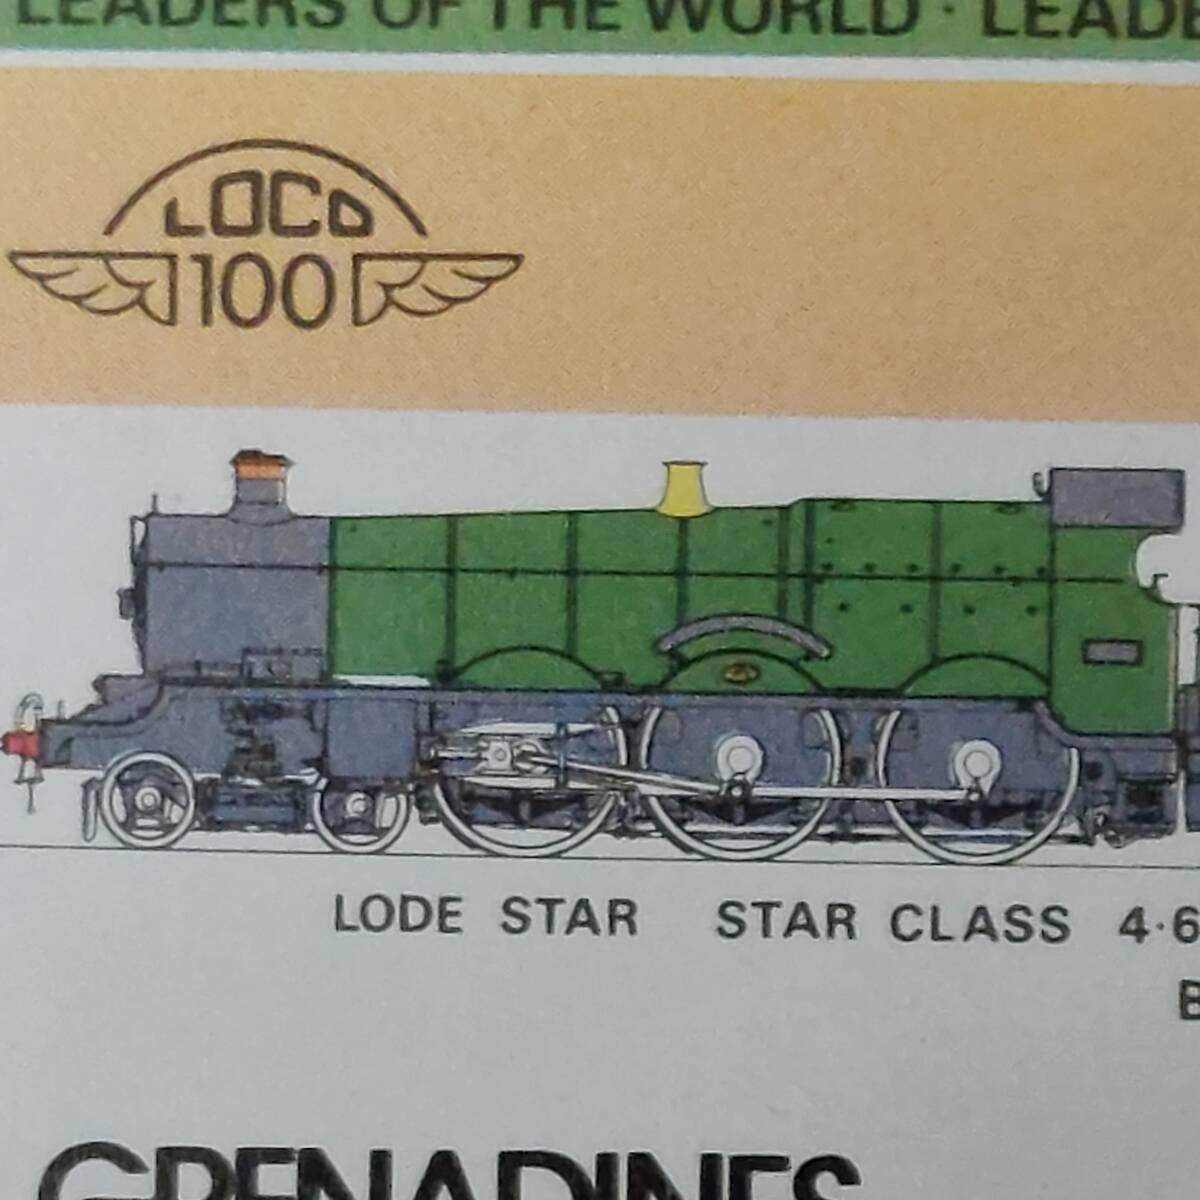 LEADERS OF THE WORLD · LEADE
LOCO
100
LODE STAR STAR CLASS 4·6
B
GRENADINES